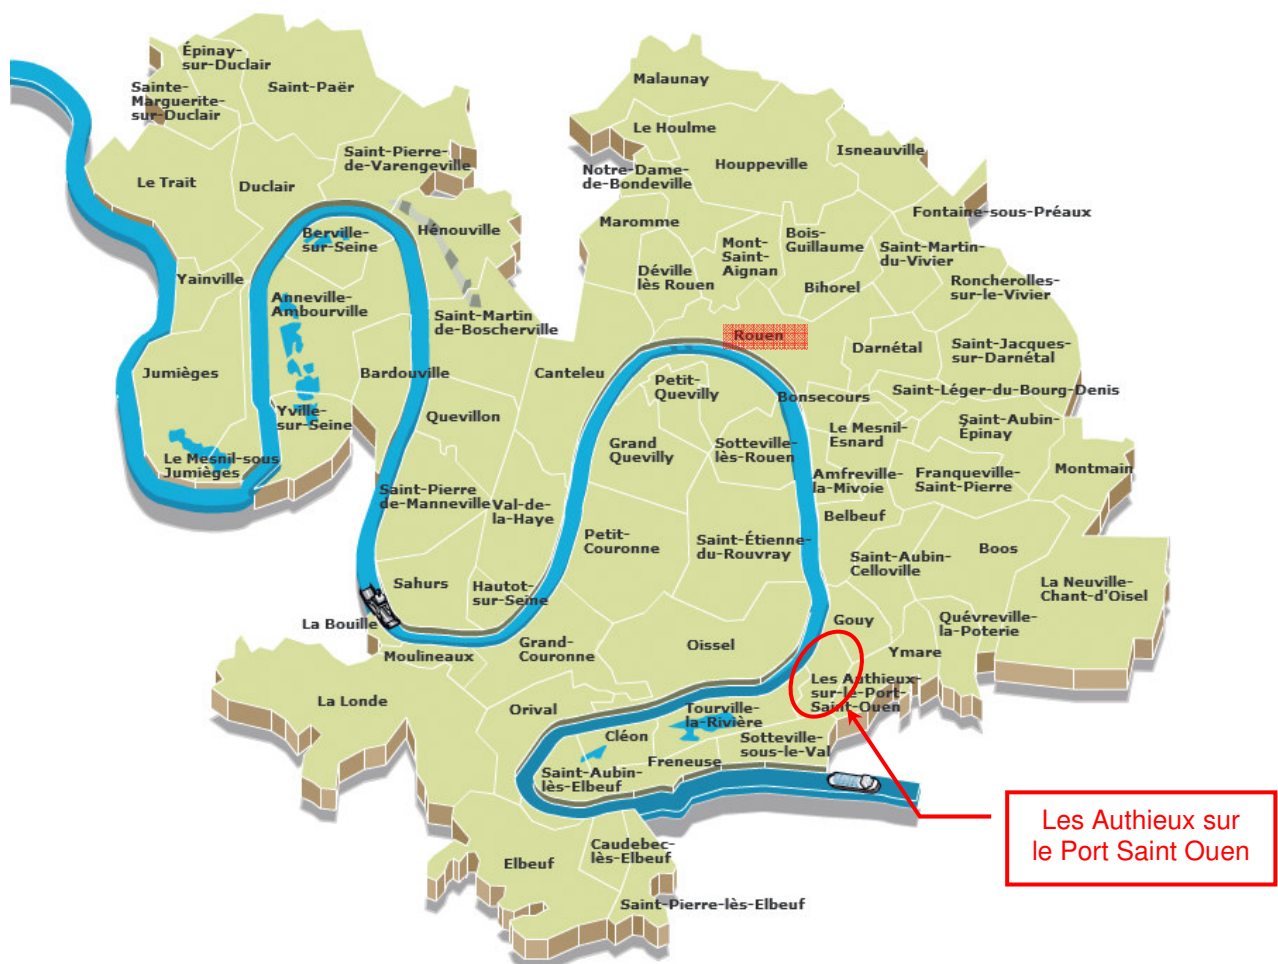 Épinay-
sur-Duclair
Sainte-
Marguerite-
sur-Duclair
Saint-Paër
Malaunay
Le Houlme
Isneauville
Houppeville
Notre-Dame-
de-Bondeville
Saint-Pierre-
de-Varengeville
Le Trait
Duclair
Fontaine-sous-Préaux
Maromme
Hénouville
Berville-
sur-Seine
Mont-
Saint-
Aignan
Bois-
Guillaume
Saint-Martin-
du-Vivier
Yainville
Déville
lès Rouen
Bihorel
Roncherolles-
sur-le-Vivier
Anneville-
Ambourville
Saint-Martin
de-Boscherville
Rouen
Darnétal
Saint-Jacques-
sur-Darnétal
Jumièges
Bardouville
Canteleu
Petit-
Quevilly
Bonsecours
Saint-Léger-du-Bourg-Denis
Quevillon
Yville-
sur-Seine
Le Mesnil-
Esnard
Saint-Aubin-
Épinay
Grand
Quevilly
Sotteville-
lès-Rouen
Le Mesnil-sous
Jumièges
Amfreville-
la-Mivoie
Franqueville-
Saint-Pierre
Montmain
Saint-Pierre
de-Manneville
Val-de-
la-Haye
Belbeuf
Petit-
Couronne
Saint-Étienne-
du-Rouvray
Saint-Aubin-
Celloville
Boos
Sahurs
Hautot-
sur-Seine
La Neuville-
Chant-d'Oisel
La Bouille
Gouy
Quévreville-
la-Poterie
Moulineaux
Grand-
Couronne
Oissel
Ymare
Les Authieux-
sur-le-Port-
Saint-Ouen
La Londe
Orival
Tourville-
la-Rivière
Cléon
Sotteville-
sous-le-Val
Freneuse
Saint-Aubin-
lès-Elbeuf
Les Authieux sur
le Port Saint Ouen
Caudebec-
lès-Elbeuf
Elbeuf
Saint-Pierre-lès-Elbeuf